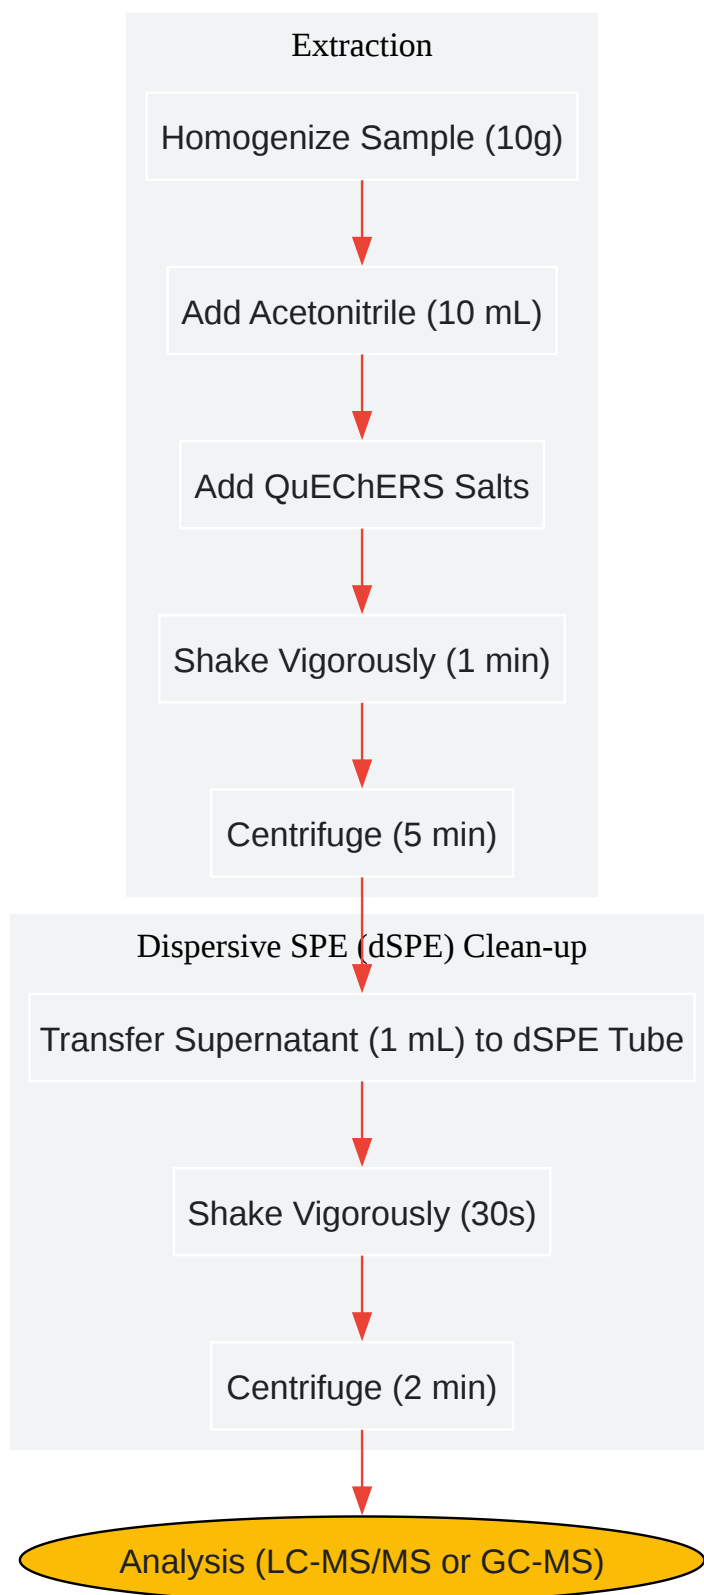 Extraction
Homogenize Sample (10g)
Add Acetonitrile (10 mL)
Add QuEChERS Salts
Shake Vigorously (1 min)
Centrifuge (5 min)
Dispersive SPE (dSPE) Clean-up
Transfer Supernatant (1 mL) to dSPE Tube
Shake Vigorously (30s)
Centrifuge (2 min)
Analysis (LC-MS/MS or GC-MS)